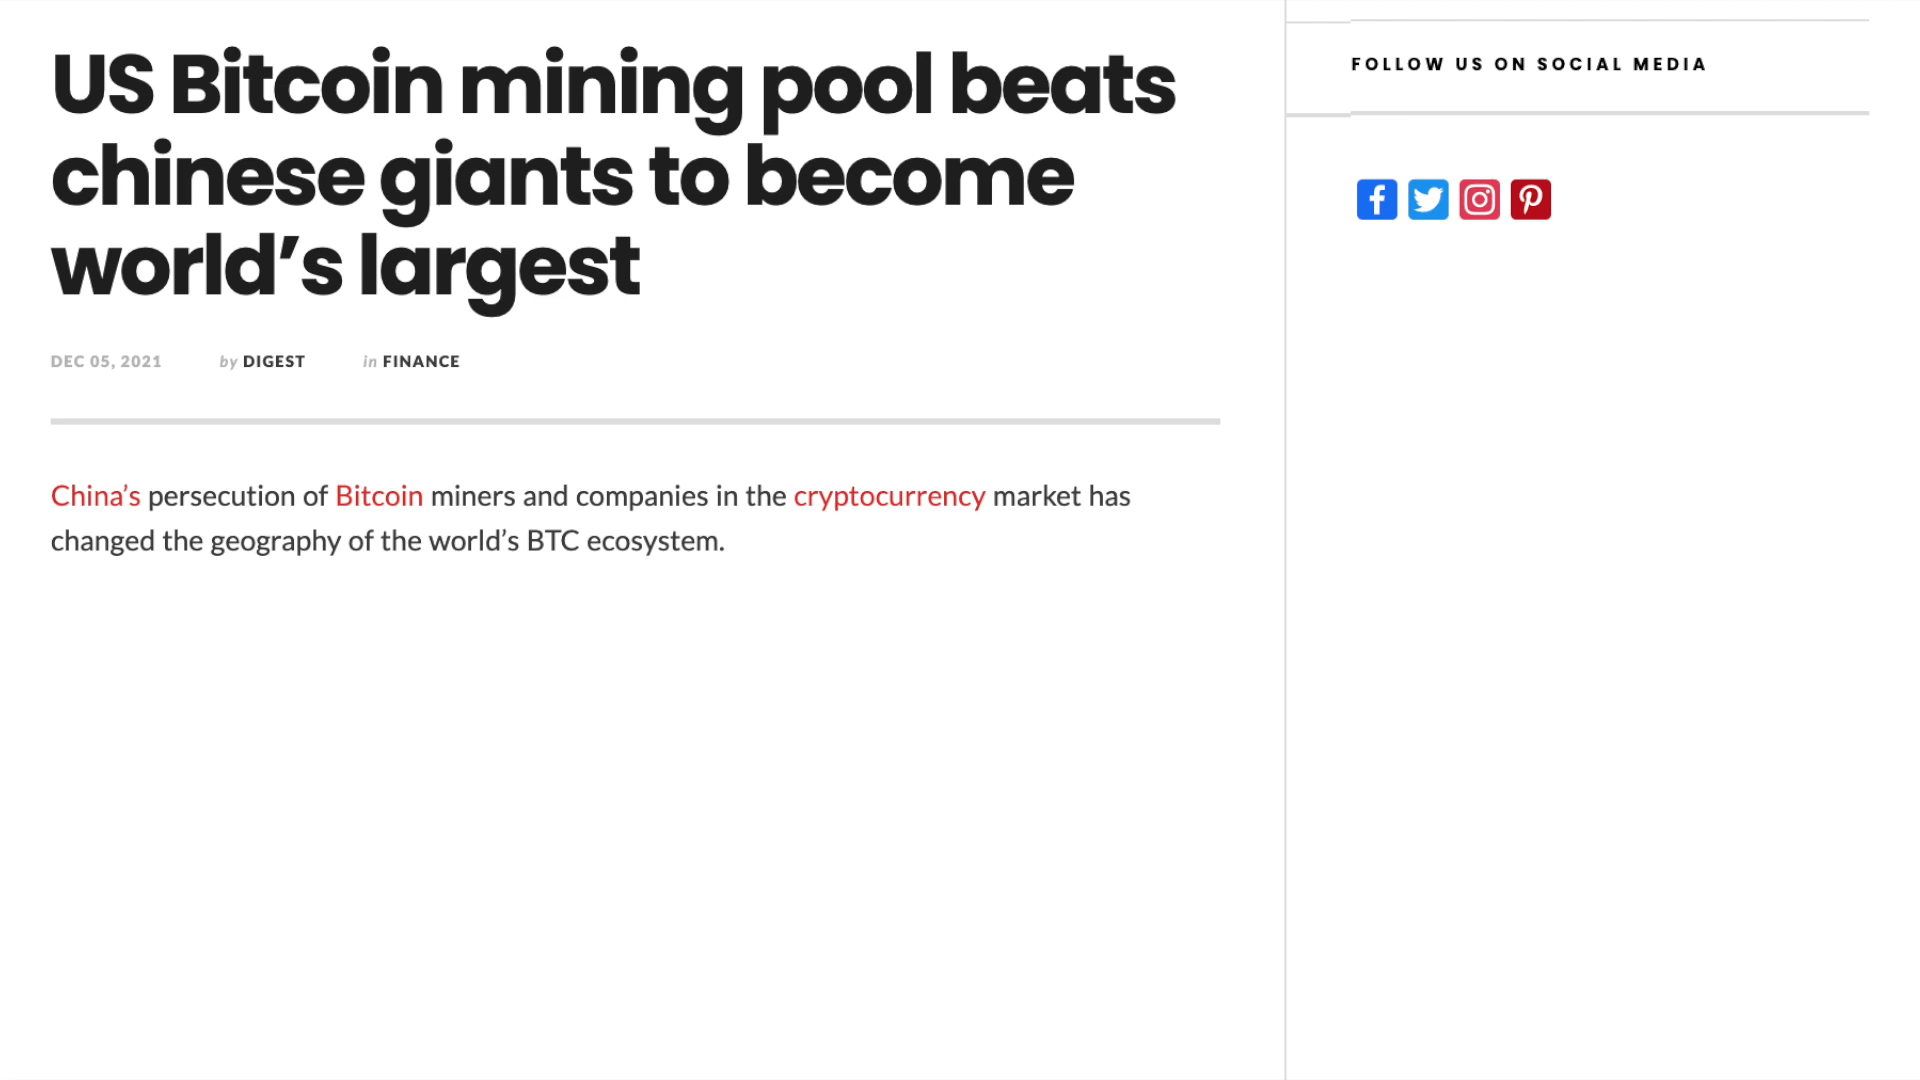 US Bitcoin mining pool beats
chinese giants to become
world’s largest
DEC 05, 2021 by DIGEST in FINANCE
China’s persecution of Bitcoin miners and companies in the cryptocurrency market has
changed the geography of the world’s BTC ecosystem.
FOLLOW US ON SOCIAL MEDIA